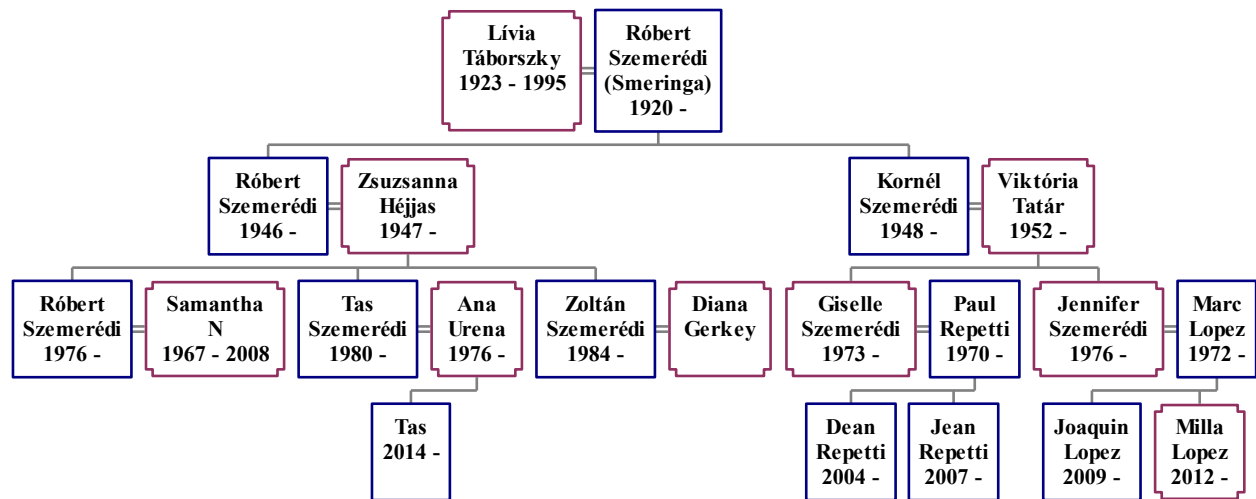 Lívia
Táborszky
1923 - 1995
Róbert
Szemerédi
(Smeringa)
1920 -
Róbert
Szemerédi
1946 -
Zsuzsanna
Héjjas
1947 -
Kornél
Szemerédi
1948 -
Viktória
Tatár
1952 -
Róbert
Szemerédi
1976 -
Samantha
N
1967 - 2008
Tas
Szemerédi
1980 -
Ana
Urena
1976 -
Zoltán
Szemerédi
1984 -
Diana
Gerkey
Giselle
Szemerédi
1973 -
Paul
Repetti
1970 -
Jennifer
Szemerédi
1976 -
Marc
Lopez
1972 -
Tas
2014 -
Dean
Repetti
2004 -
Jean
Repetti
2007 -
Joaquin
Lopez
2009 -
Milla
Lopez
2012 -